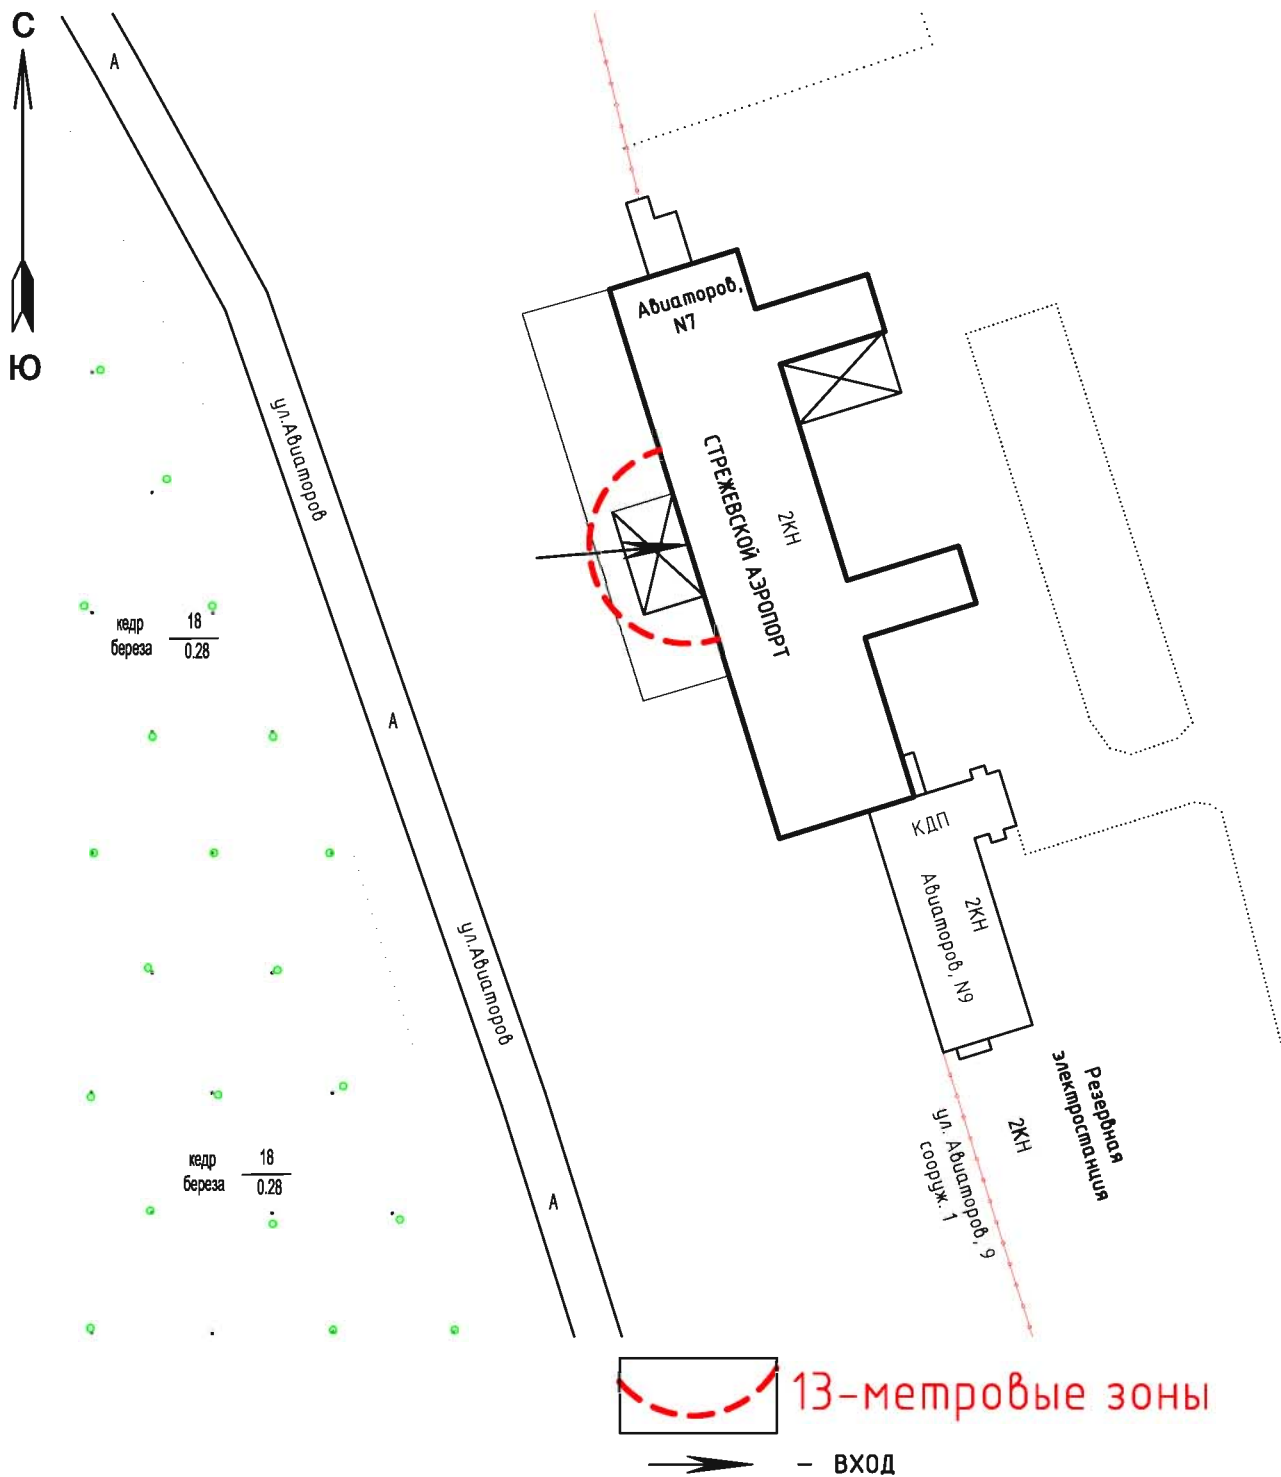 С
Ю
А
ул.Авиаторов
Авиаторов,
N7
СТРЕЖЕВСКОЙ АЭРОПОРТ
2КН
кедр
береза
18
0.28
А
КДП
Авиаторов, N9
2КН
ул.Авиаторов
Резервная
электростанция
2КН
ул. Авиаторов, 9
сооруж. 1
кедр
береза
18
0.28
А
13-метровые зоны
- ВХОД